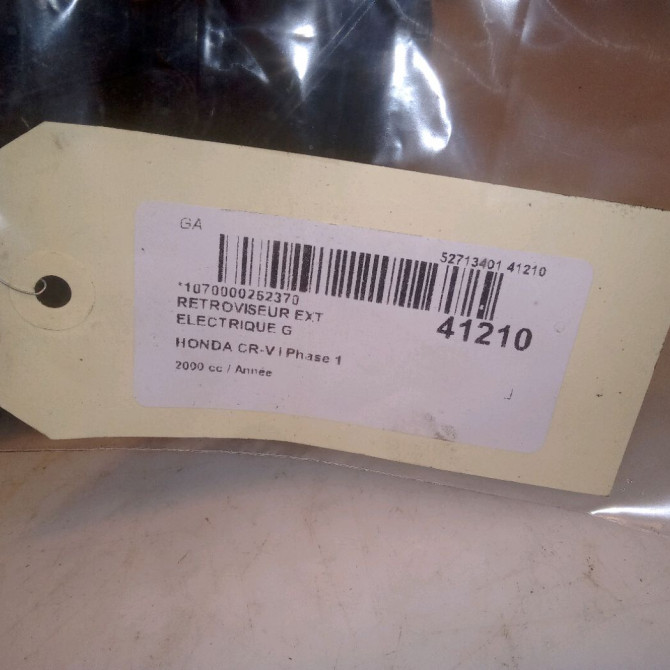 GA
52713401 41210
*1070000252370
RETROVISEUR EXT
ELECTRIQUE G
41210
HONDA CR-V I Phase 1
2000 cc / Année